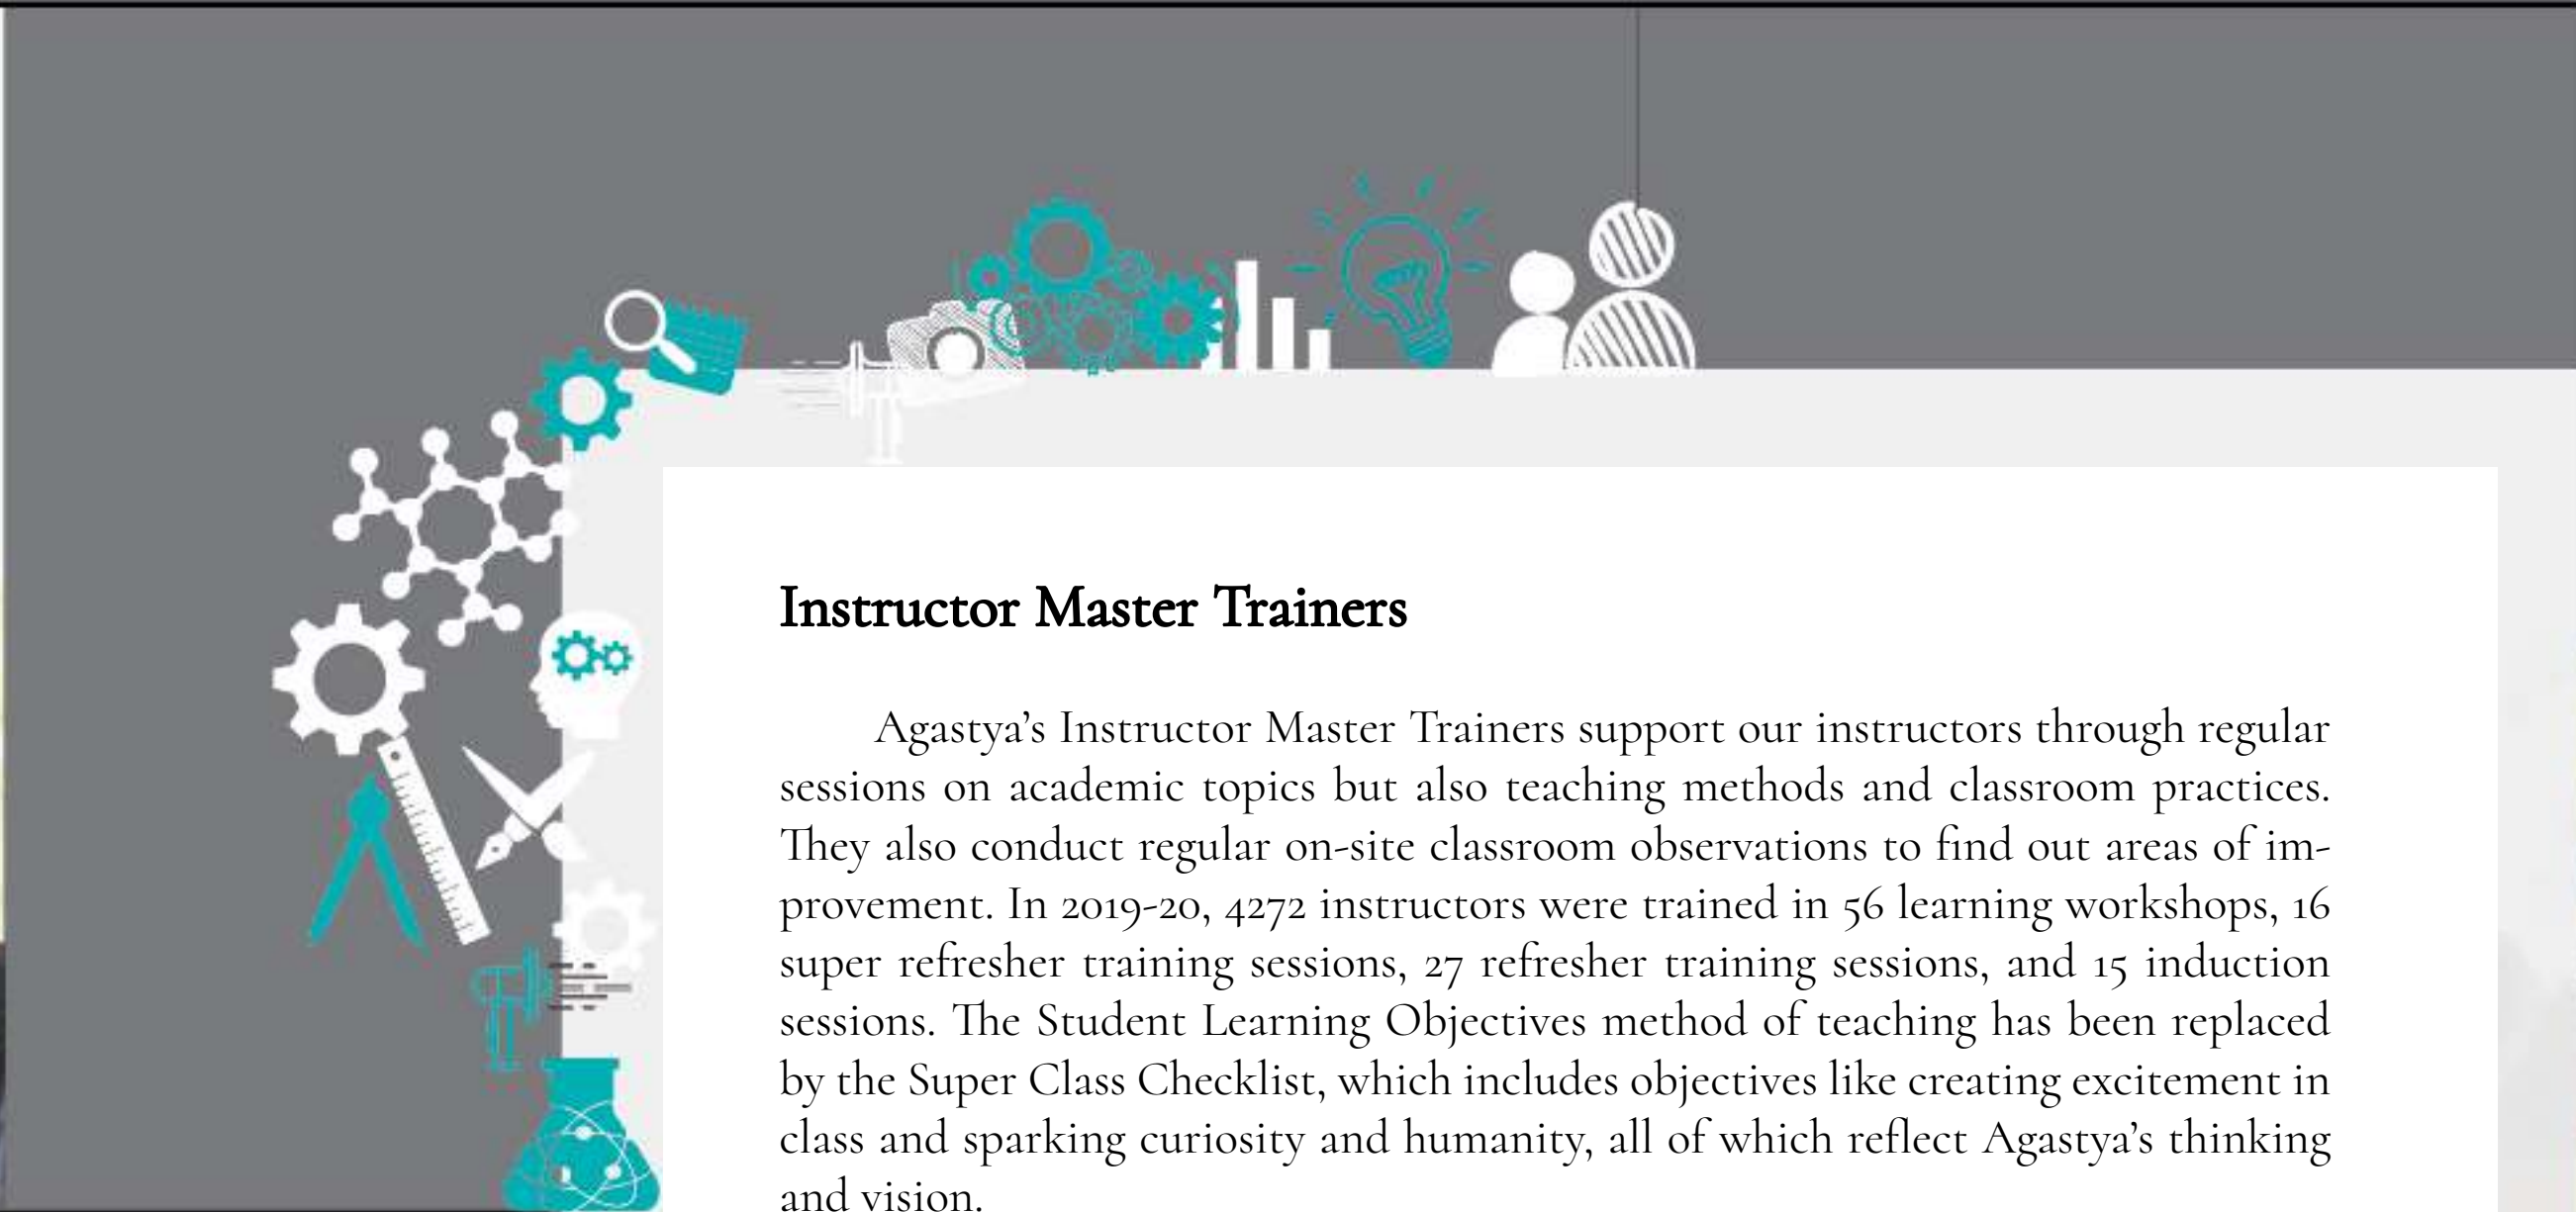 Instructor Master Trainers
Agastya's Instructor Master Trainers support our instructors through regular
sessions on academic topics but also teaching methods and classroom practices.
They also conduct regular on-site classroom observations to find out areas of im-
provement. In 2019-20, 4272 instructors were trained in 56 learning workshops, 16
super refresher training sessions, 27 refresher training sessions, and 15 induction
sessions. The Student Learning Objectives method of teaching has been replaced
by the Super Class Checklist, which includes objectives like creating excitement in
class and sparking curiosity and humanity, all of which reflect Agastya's thinking
and vision.